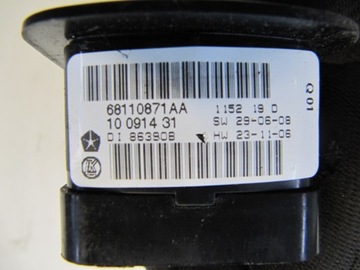 68110871AA
10 0914 31
DI 863908
1152 19 D
SW 29-06-08
HW 23-11-06
Q01